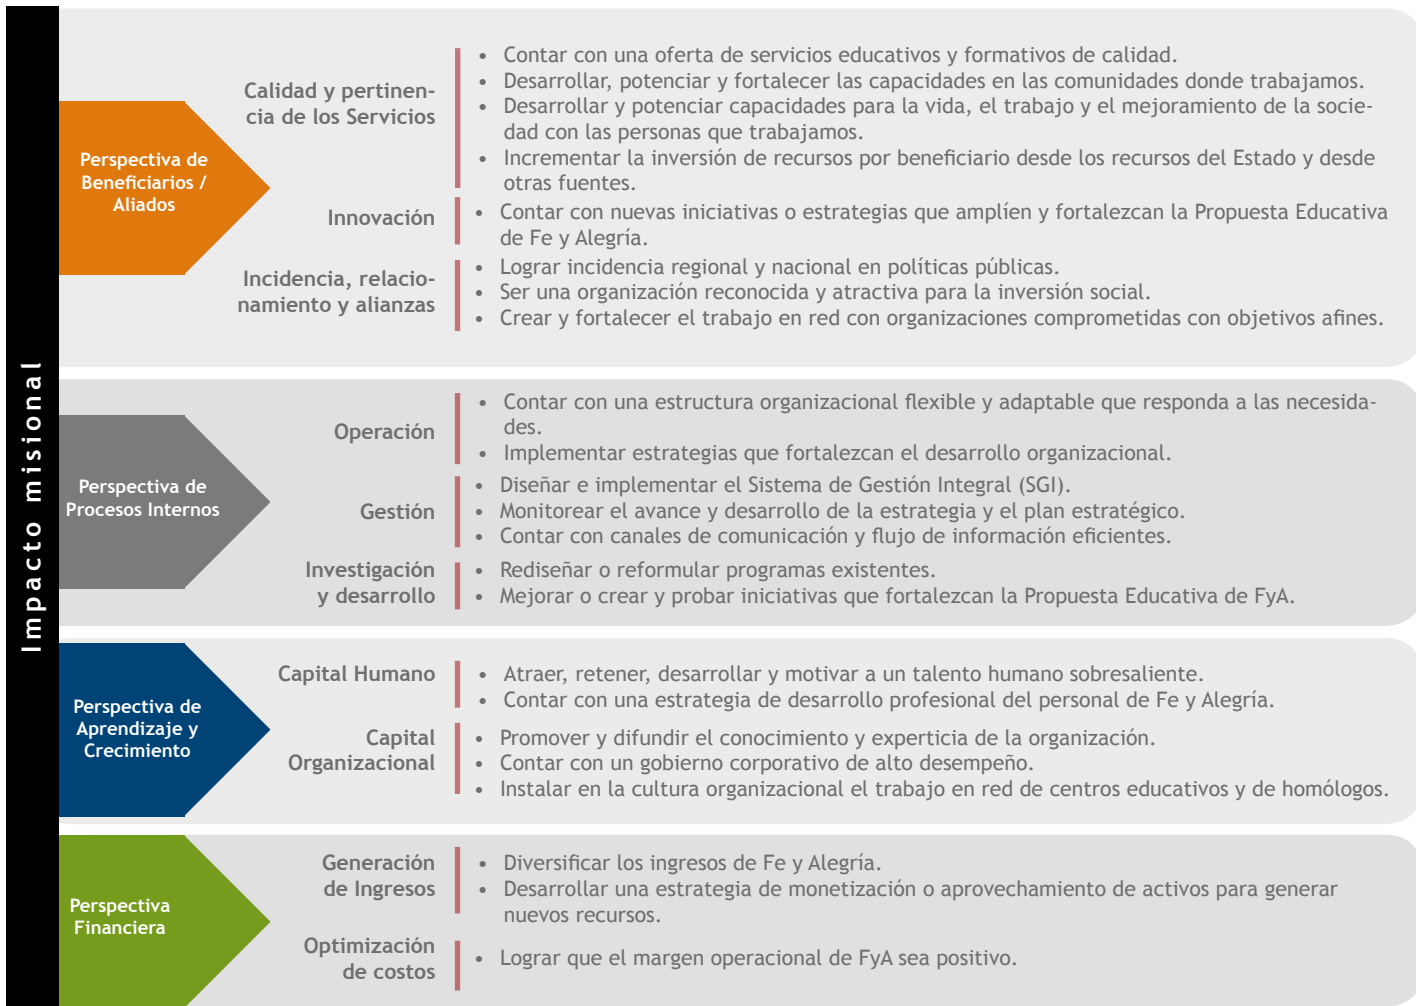 Impacto misional
Perspectiva de
Beneficiarios /
Aliados
Calidad y pertinen-
cia de los Servicios
• Contar con una oferta de servicios educativos y formativos de calidad.
• Desarrollar, potenciar y fortalecer las capacidades en las comunidades donde trabajamos.
• Desarrollar y potenciar capacidades para la vida, el trabajo y el mejoramiento de la socie-
dad con las personas que trabajamos.
• Incrementar la inversión de recursos por beneficiario desde los recursos del Estado y desde
otras fuentes.
Innovación
• Contar con nuevas iniciativas o estrategias que amplíen y fortalezcan la Propuesta Educativa
de Fe y Alegría.
Incidencia, relacio-
namiento y alianzas
• Lograr incidencia regional y nacional en políticas públicas.
• Ser una organización reconocida y atractiva para la inversión social.
• Crear y fortalecer el trabajo en red con organizaciones comprometidas con objetivos afines.
Perspectiva de
Procesos Internos
Operación
• Contar con una estructura organizacional flexible y adaptable que responda a las necesida-
des.
• Implementar estrategias que fortalezcan el desarrollo organizacional.
Gestión
• Diseñar e implementar el Sistema de Gestión Integral (SGI).
• Monitorear el avance y desarrollo de la estrategia y el plan estratégico.
• Contar con canales de comunicación y flujo de información eficientes.
Investigación
y desarrollo
• Rediseñar o reformular programas existentes.
• Mejorar o crear y probar iniciativas que fortalezcan la Propuesta Educativa de FyA.
Perspectiva de
Aprendizaje y
Crecimiento
Capital Humano
• Atraer, retener, desarrollar y motivar a un talento humano sobresaliente.
• Contar con una estrategia de desarrollo profesional del personal de Fe y Alegría.
Capital
Organizacional
• Promover y difundir el conocimiento y experticia de la organización.
• Contar con un gobierno corporativo de alto desempeño.
• Instalar en la cultura organizacional el trabajo en red de centros educativos y de homólogos.
Perspectiva
Financiera
Generación
de Ingresos
• Diversificar los ingresos de Fe y Alegría.
• Desarrollar una estrategia de monetización o aprovechamiento de activos para generar
nuevos recursos.
Optimización
de costos
• Lograr que el margen operacional de FyA sea positivo.